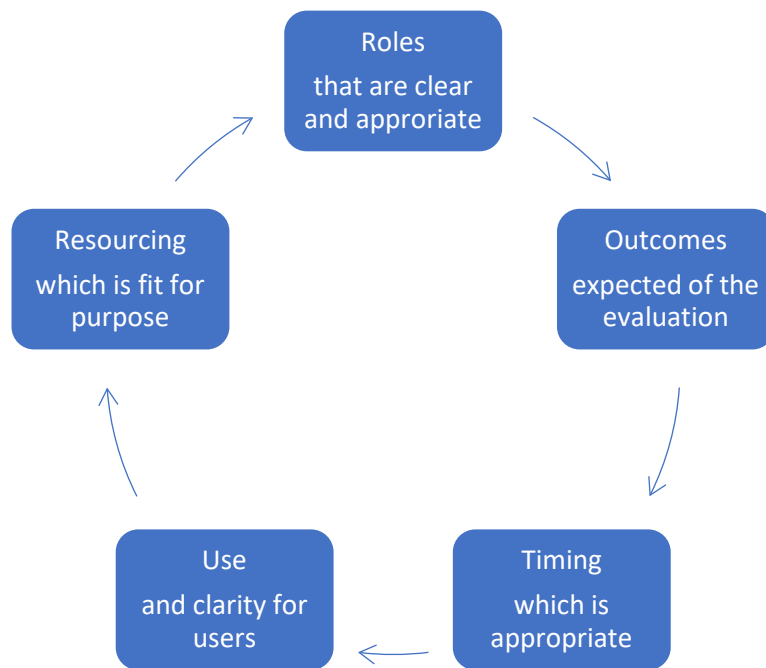 Roles
that are clear
and approriate
Outcomes
expected of the
evaluation
Timing
which is
appropriate
Use
and clarity for
users
Resourcing
which is fit for
purpose